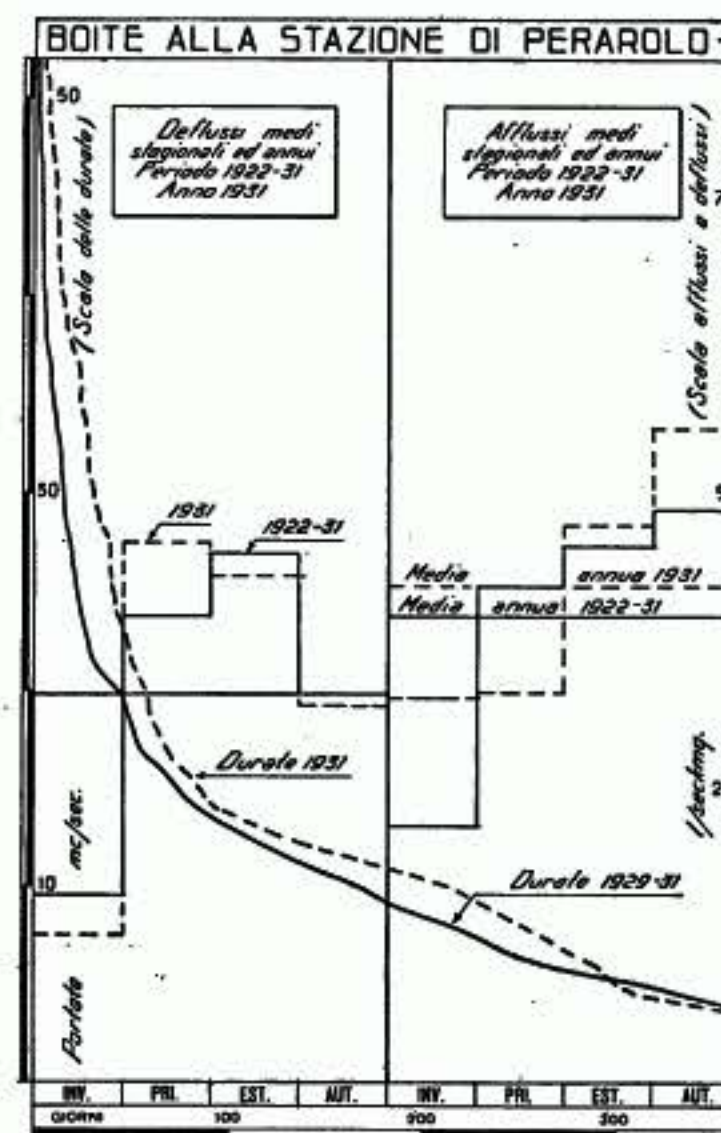 BOITE ALLA STAZIONE DI PERAROLO
50
Deflussi medi
stagionali ed annui
Periodo 1922-31
Anno 1931
Afflussi medi
stagionali ed annui
Periodo 1922-31
Anno 1931
(Scala delle durate)
(Scala afflussi e deflussi)
50
1931
1922-31
Media annua 1931
Media annua 1922-31
Durate 1931
mc/sec.
l/sec kmq.
10
Durate 1929-31
Portate
INV. PRI. EST. AUT. INV. PRI. EST. AUT.
GIORNI 100 200 300